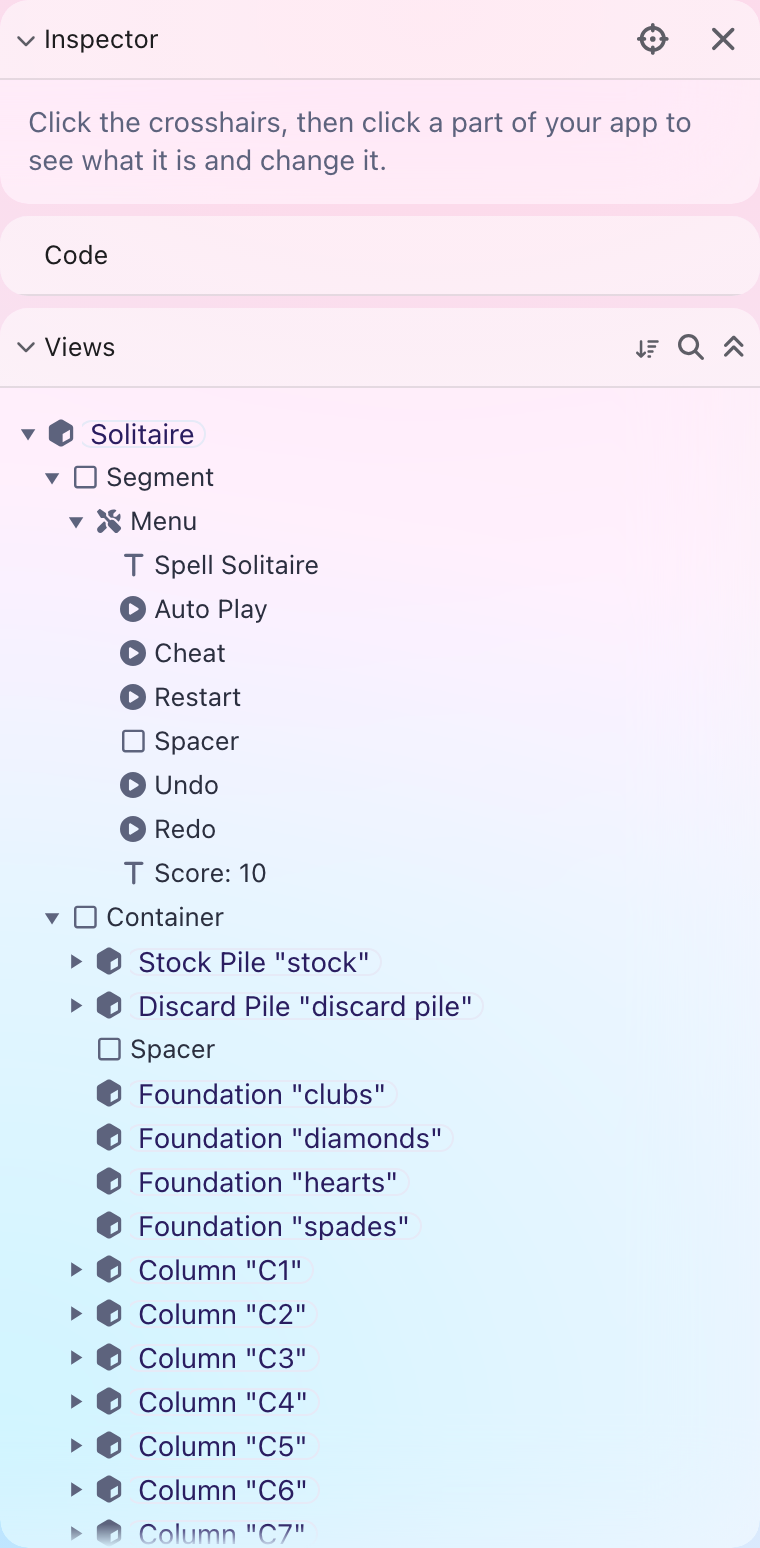 Inspector
Click the crosshairs, then click a part of your app to
see what it is and change it.
Code
Views
Solitaire
Segment
Menu
Spell Solitaire
Auto Play
Cheat
Restart
Spacer
Undo
Redo
Score: 10
Container
Stock Pile "stock"
Discard Pile "discard pile"
Spacer
Foundation "clubs"
Foundation "diamonds"
Foundation "hearts"
Foundation "spades"
Column "C1"
Column "C2"
Column "C3"
Column "C4"
Column "C5"
Column "C6"
Column "C7"